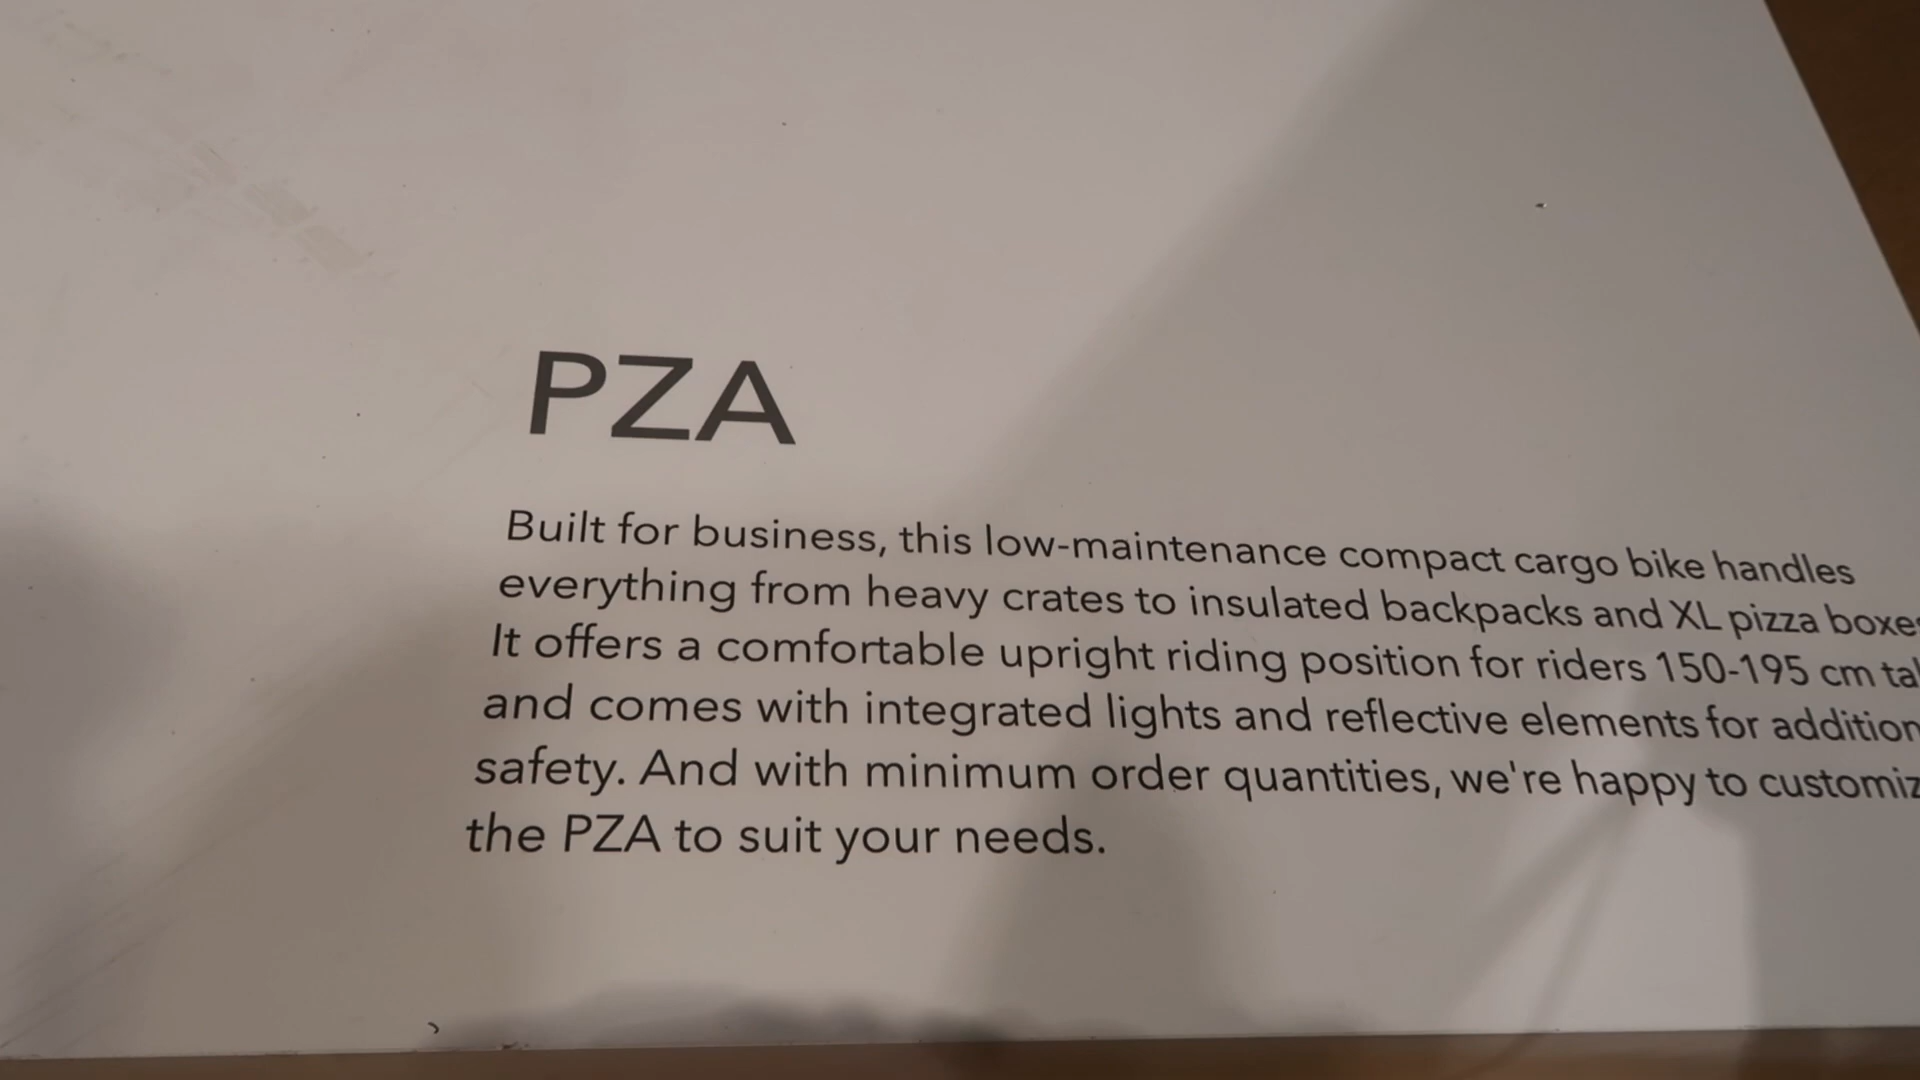 PZA
Built for business, this low-maintenance compact cargo bike handles
everything from heavy crates to insulated backpacks and XL pizza boxes
It offers a comfortable upright riding position for riders 150-195 cm
and comes with integrated lights and reflective elements for
safety. And with minimum order quantities, we're happy to
the PZA to suit your needs.